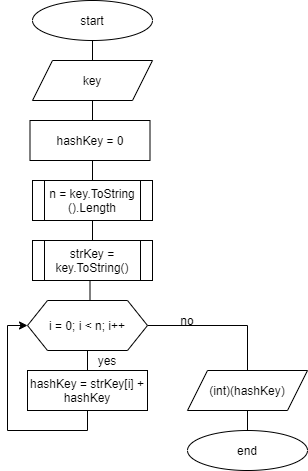 start
key
hashKey = 0
n = key.ToString
().Length
strKey =
key.ToString()
i = 0; i < n; i++
no
yes
hashKey = strKey[i] +
hashKey
(int)(hashKey)
end